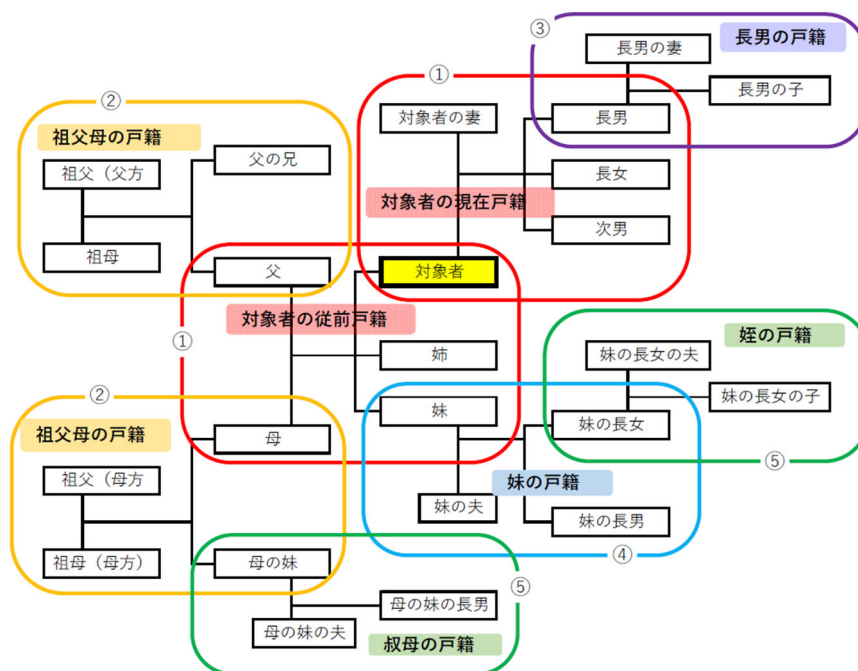 ③
長男の妻
長男の戸籍
①
長男の子
②
対象者の妻
長男
祖父母の戸籍
父の兄
祖父（父方
長女
対象者の現在戸籍
次男
祖母
父
対象者
対象者の従前戸籍
①
姉
妹の長女の夫
姪の戸籍
妹の長女の子
②
妹
妹の長女
祖父母の戸籍
母
⑤
祖父（母方
妹の戸籍
妹の夫
妹の長男
④
祖母（母方）
母の妹
⑤
母の妹の長男
母の妹の夫
叔母の戸籍